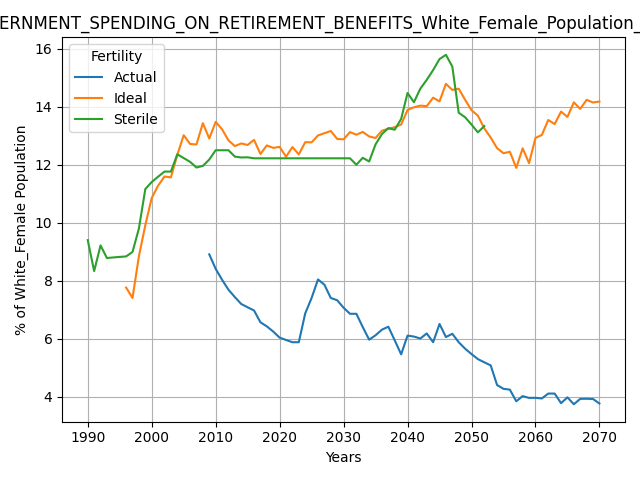 ERNMENT_SPENDING_ON_RETIREMENT_BENEFITS_White_Female_Population_
16
14
12
10
8
6
4
% of White_Female Population
Fertility
Actual
Ideal
Sterile
1990 2000 2010 2020 2030 2040 2050 2060 2070
Years